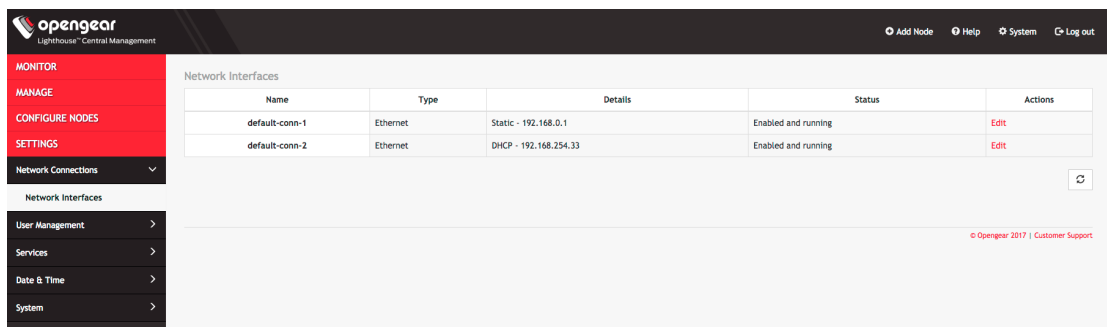 opengear
Lighthouse™ Central Management
Add Node Help System Log out
MONITOR
MANAGE
CONFIGURE NODES
SETTINGS
Network Connections
Network Interfaces
User Management
Services
Date & Time
System
Network Interfaces
Name Type Details Status Actions
default-conn-1 Ethernet Static - 192.168.0.1 Enabled and running Edit
default-conn-2 Ethernet DHCP - 192.168.254.33 Enabled and running Edit
© Opengear 2017 | Customer Support